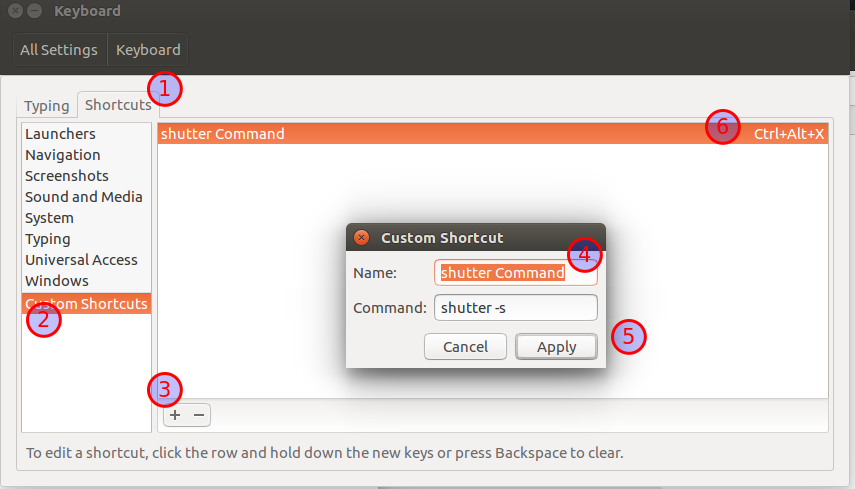 Keyboard
All Settings Keyboard
1
Typing Shortcuts
Launchers
Navigation
Screenshots
Sound and Media
System
Typing
Universal Access
Windows
Custom Shortcuts
2
shutter Command 6 Ctrl+Alt+X
Custom Shortcut
4
Name: shutter Command
Command: shutter -s
5
Cancel Apply
3
+ −
To edit a shortcut, click the row and hold down the new keys or press Backspace to clear.